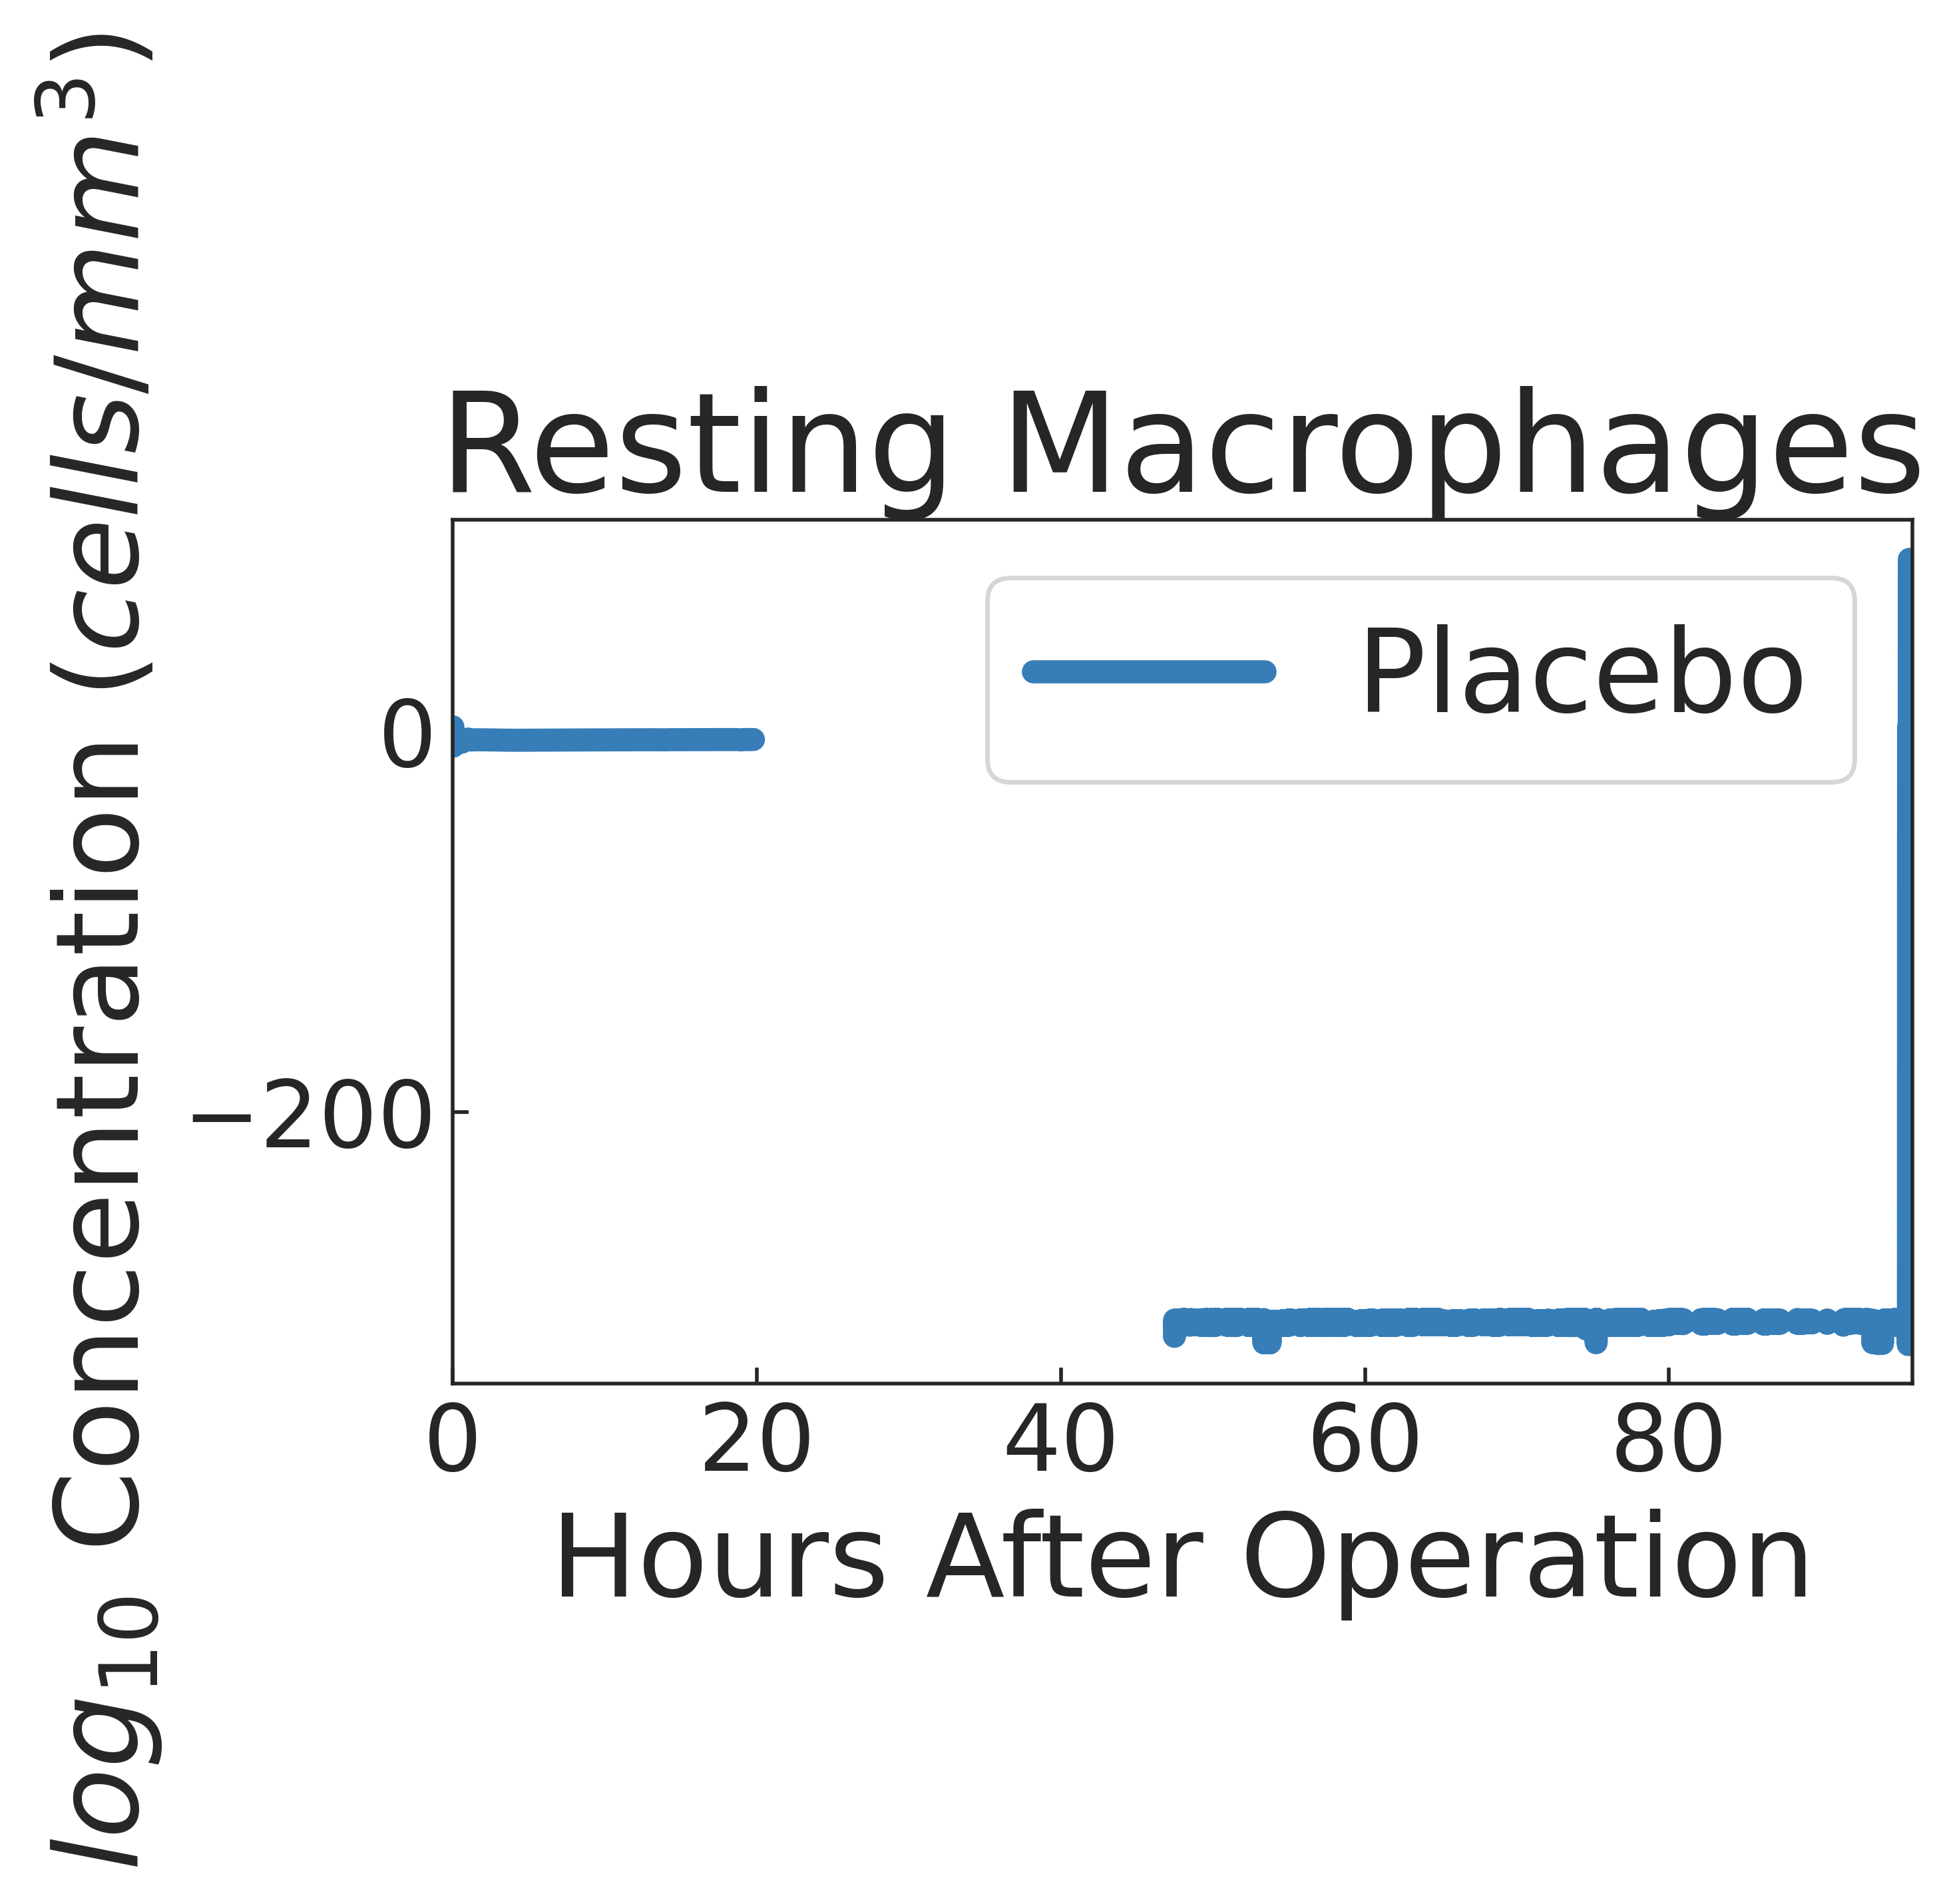 Resting Macrophages
log10 Concentration (cells/mm3)
Placebo
0
−200
0 20 40 60 80
Hours After Operation